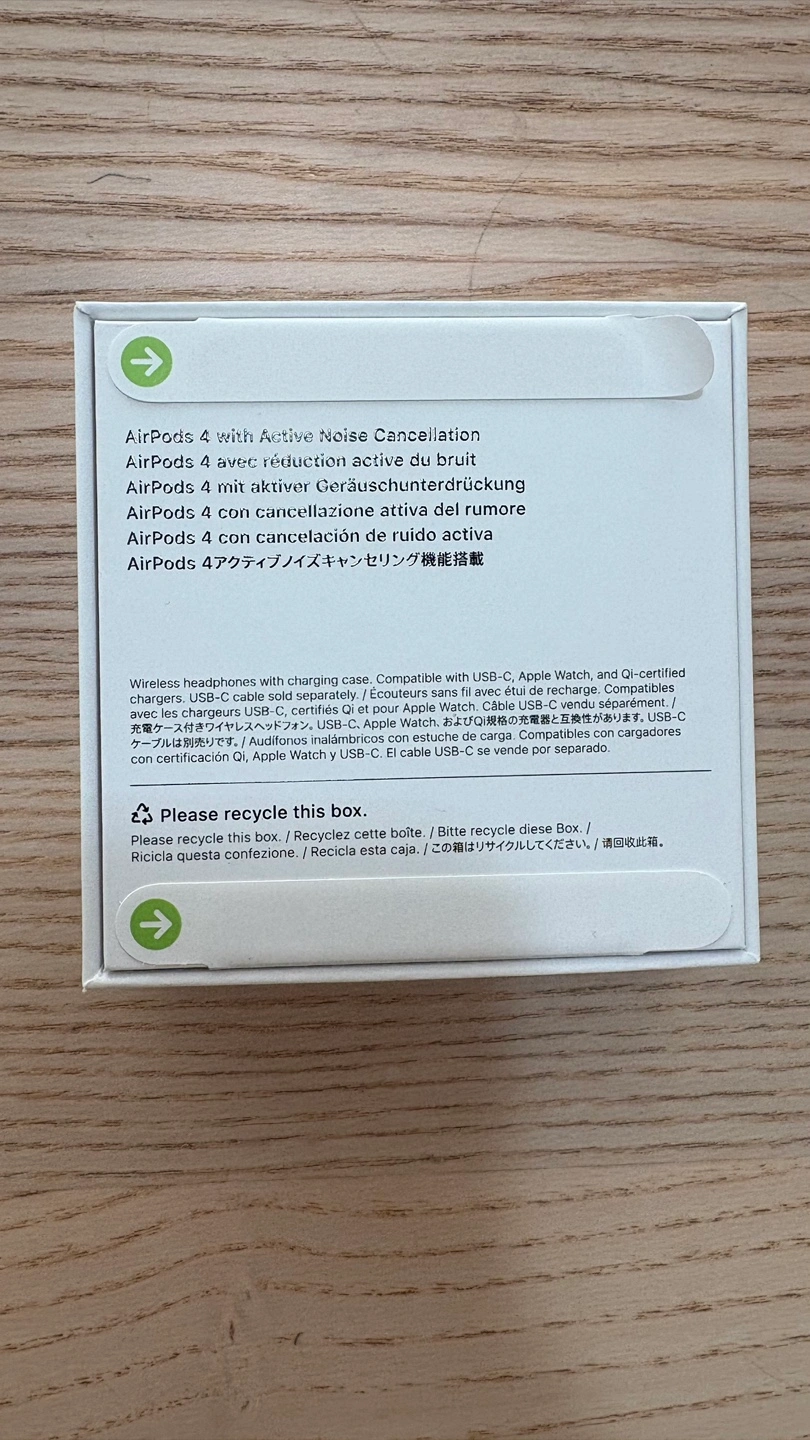 AirPods 4 with Active Noise Cancellation
AirPods 4 avec réduction active du bruit
AirPods 4 mit aktiver Geräuschunterdrückung
AirPods 4 con cancellazione attiva del rumore
AirPods 4 con cancelación de ruido activa
AirPods 4アクティブノイズキャンセリング機能搭載
Wireless headphones with charging case. Compatible with USB-C, Apple Watch, and Qi-certified
chargers. USB-C cable sold separately. / Écouteurs sans fil avec étui de recharge. Compatibles
avec les chargeurs USB-C, certifiés Qi et pour Apple Watch. Câble USB-C vendu séparément. /
充電ケース付きワイヤレスヘッドフォン。USB-C、Apple Watch、およびQi規格の充電器と互換性があります。USB-C
ケーブルは別売りです。/ Audífonos inalámbricos con estuche de carga. Compatibles con cargadores
con certificación Qi, Apple Watch y USB-C. El cable USB-C se vende por separado.
Please recycle this box.
Please recycle this box. / Recyclez cette boîte. / Bitte recycle diese Box. /
Ricicla questa confezione. / Recicla esta caja. / この箱はリサイクルしてください。/ 请回收此箱。